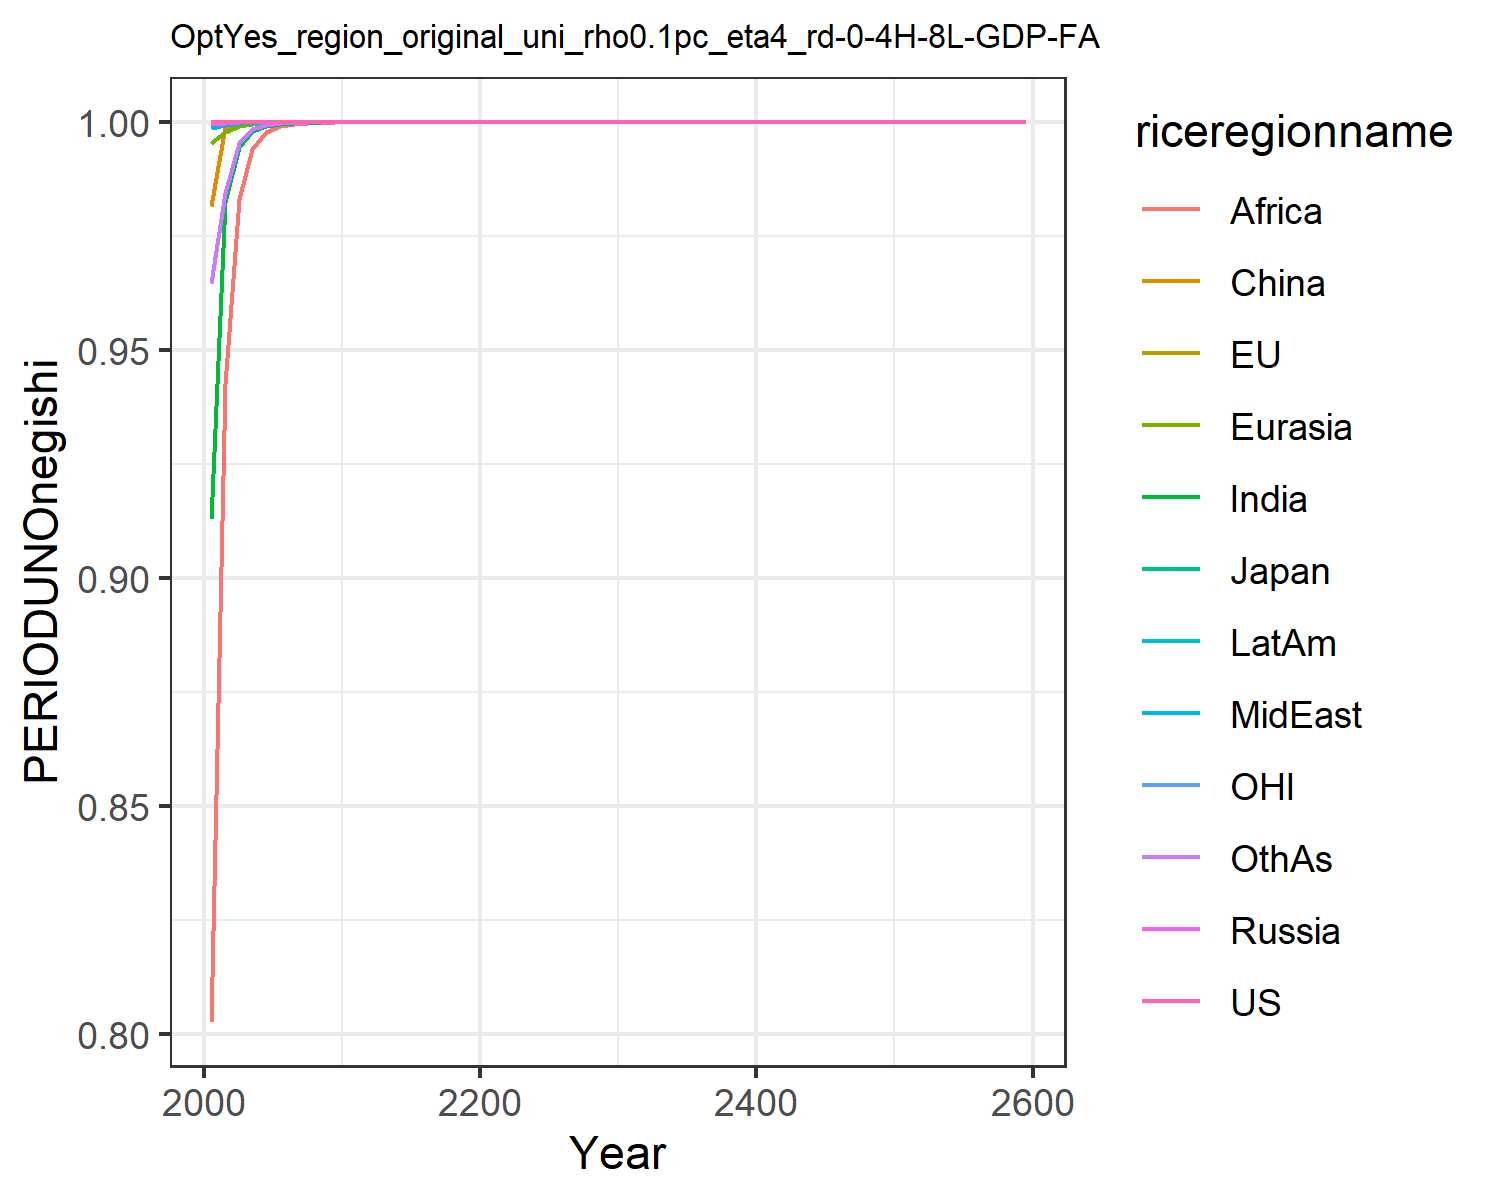 OptYes_region_original_uni_rho0.1pc_eta4_rd-0-4H-8L-GDP-FA
1.00
0.95
0.90
0.85
0.80
PERIODUNOnegishi
2000
2200
2400
2600
Year
riceregionname
Africa
China
EU
Eurasia
India
Japan
LatAm
MidEast
OHI
OthAs
Russia
US